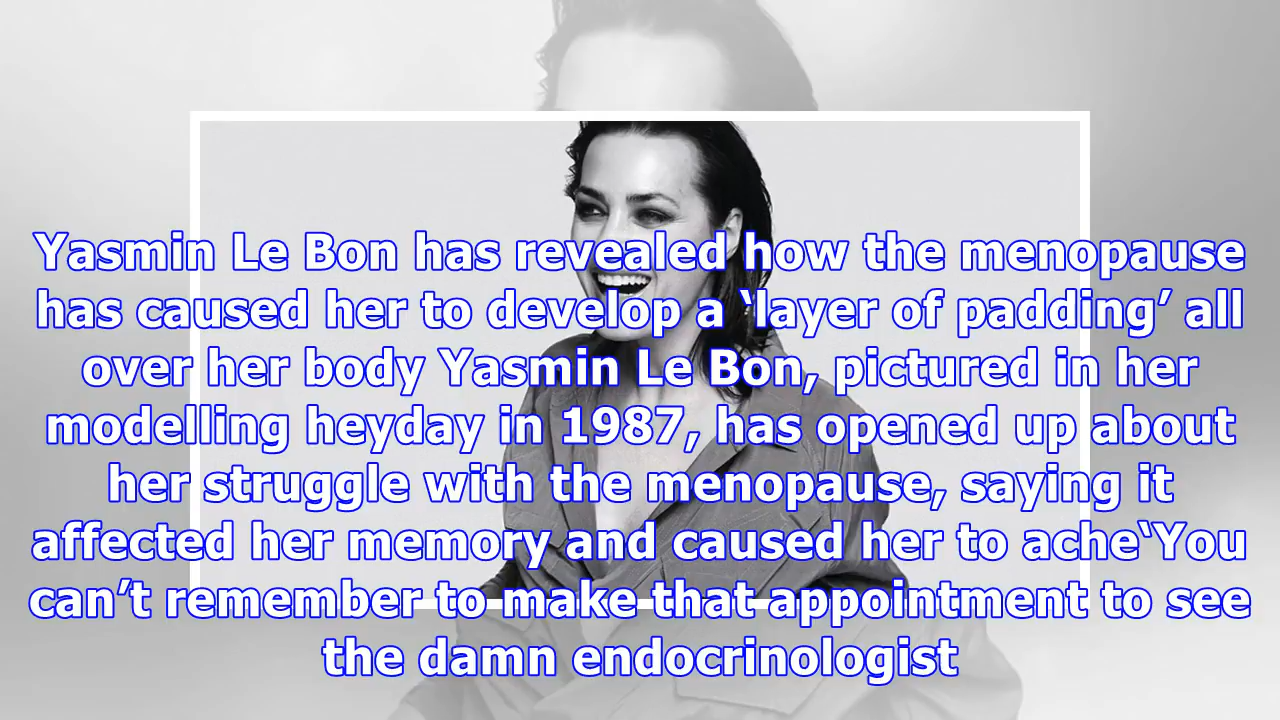 Yasmin Le Bon has revealed how the menopause
has caused her to develop a ‘layer of padding’ all
over her body Yasmin Le Bon, pictured in her
modelling heyday in 1987, has opened up about
her struggle with the menopause, saying it
affected her memory and caused her to ache‘You
can’t remember to make that appointment to see
the damn endocrinologist